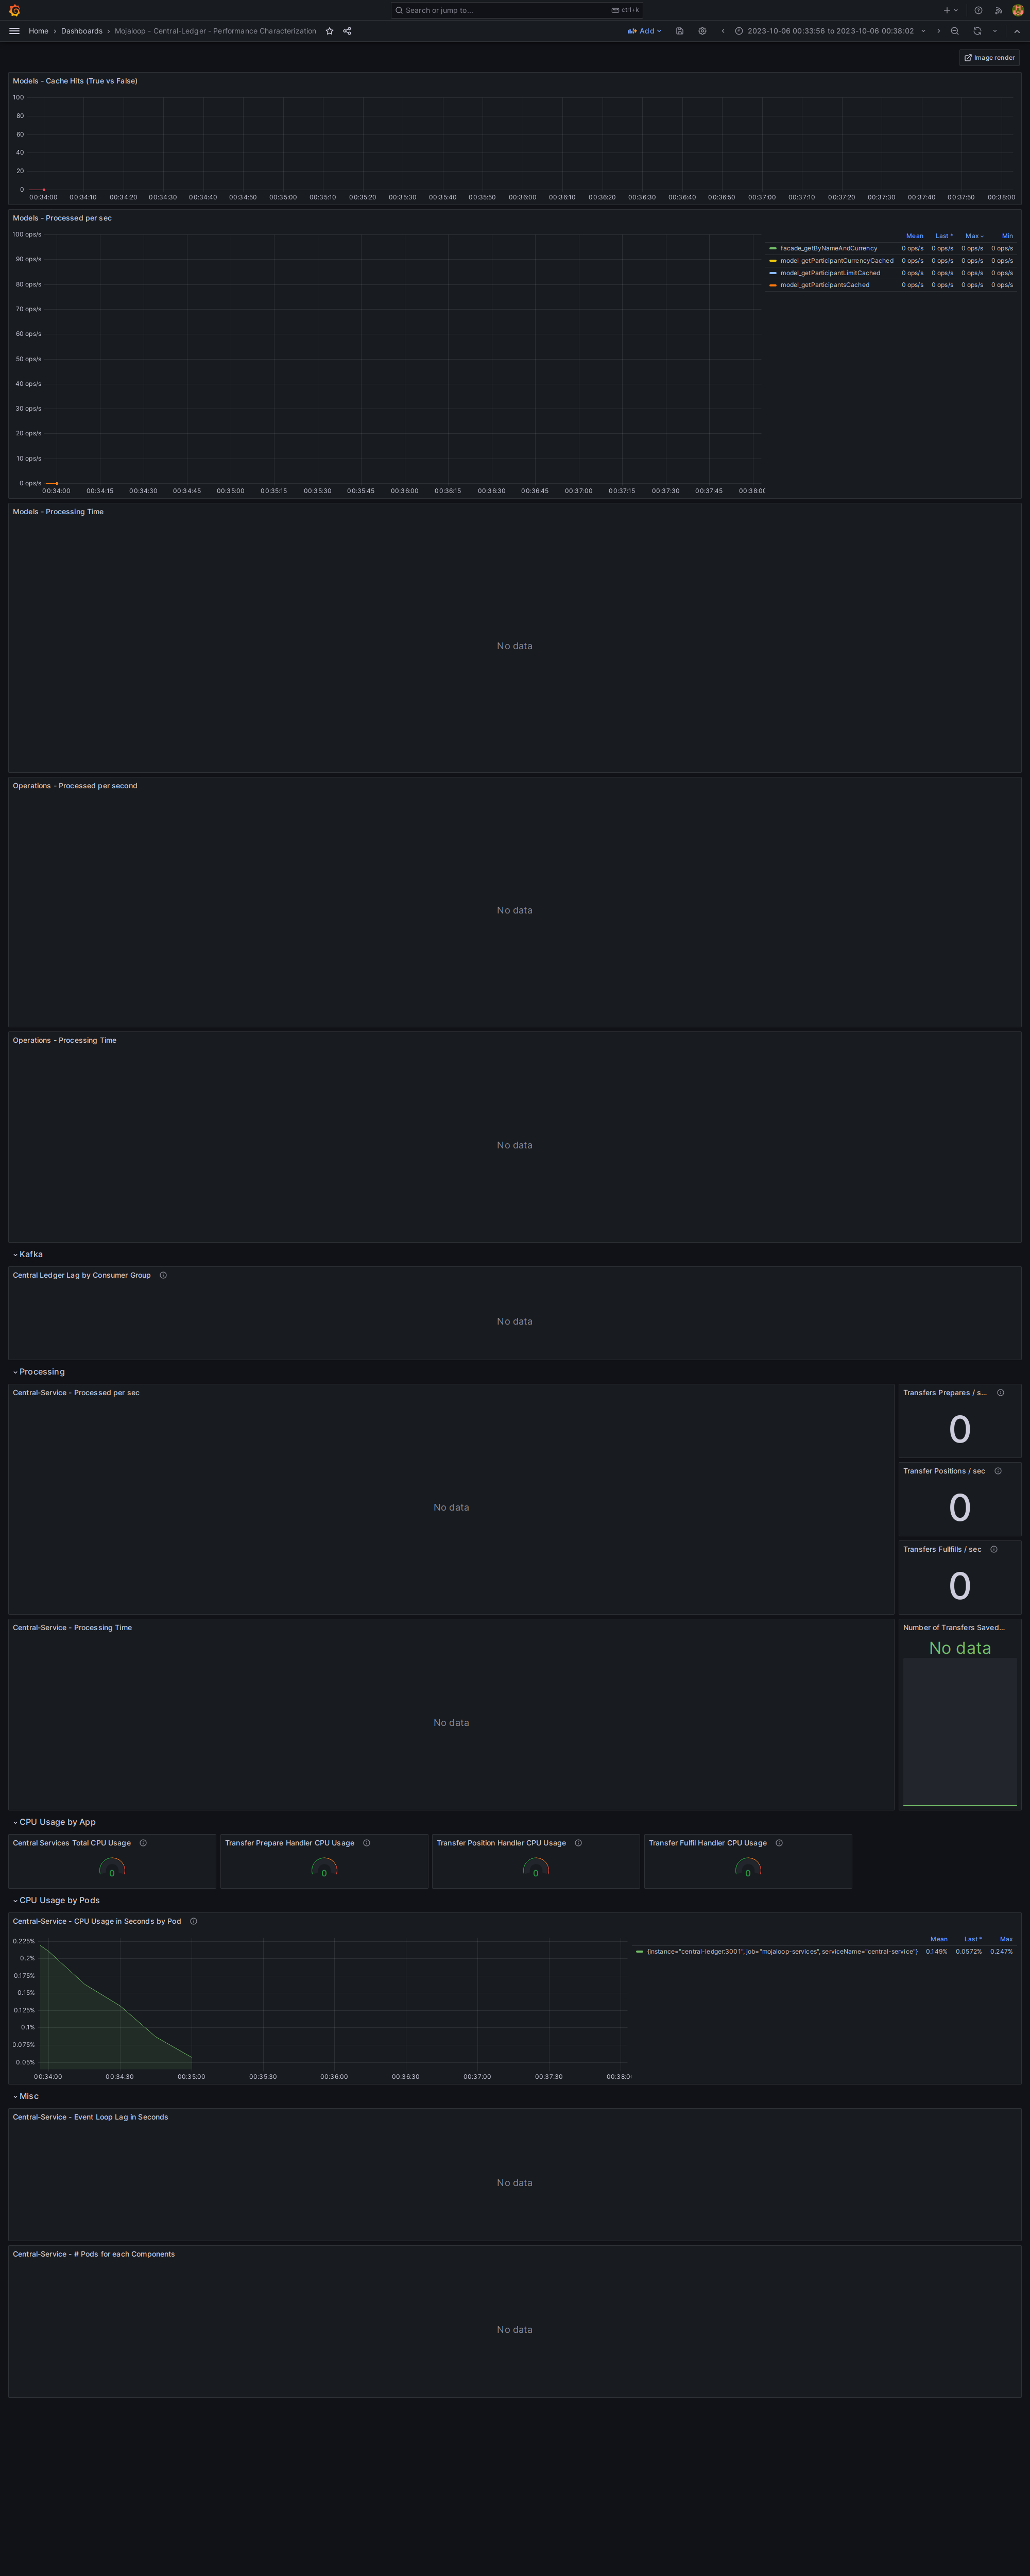 Search or jump to...
ctrl+k
Home › Dashboards › Mojaloop - Central-Ledger - Performance Characterization
Add
2023-10-06 00:33:56 to 2023-10-06 00:38:02
Image render
Models - Cache Hits (True vs False)
100
80
60
40
20
0
00:34:00 00:34:10 00:34:20 00:34:30 00:34:40 00:34:50 00:35:00 00:35:10 00:35:20 00:35:30 00:35:40 00:35:50 00:36:00 00:36:10 00:36:20 00:36:30 00:36:40 00:36:50 00:37:00 00:37:10 00:37:20 00:37:30 00:37:40 00:37:50 00:38:00
Models - Processed per sec
100 ops/s
90 ops/s
80 ops/s
70 ops/s
60 ops/s
50 ops/s
40 ops/s
30 ops/s
20 ops/s
10 ops/s
0 ops/s
00:34:00 00:34:15 00:34:30 00:34:45 00:35:00 00:35:15 00:35:30 00:35:45 00:36:00 00:36:15 00:36:30 00:36:45 00:37:00 00:37:15 00:37:30 00:37:45 00:38:00
Mean Last * Max Min
facade_getByNameAndCurrency 0 ops/s 0 ops/s 0 ops/s 0 ops/s
model_getParticipantCurrencyCached 0 ops/s 0 ops/s 0 ops/s 0 ops/s
model_getParticipantLimitCached 0 ops/s 0 ops/s 0 ops/s 0 ops/s
model_getParticipantsCached 0 ops/s 0 ops/s 0 ops/s 0 ops/s
Models - Processing Time
No data
Operations - Processed per second
No data
Operations - Processing Time
No data
Kafka
Central Ledger Lag by Consumer Group
No data
Processing
Central-Service - Processed per sec
No data
Transfers Prepares / s...
0
Transfer Positions / sec
0
Transfers Fullfills / sec
0
Central-Service - Processing Time
No data
Number of Transfers Saved...
No data
CPU Usage by App
Central Services Total CPU Usage
0
Transfer Prepare Handler CPU Usage
0
Transfer Position Handler CPU Usage
0
Transfer Fulfil Handler CPU Usage
0
CPU Usage by Pods
Central-Service - CPU Usage in Seconds by Pod
0.225%
0.2%
0.175%
0.15%
0.125%
0.1%
0.075%
0.05%
00:34:00 00:34:30 00:35:00 00:35:30 00:36:00 00:36:30 00:37:00 00:37:30 00:38:0
Mean Last * Max
{instance="central-ledger:3001", job="mojaloop-services", serviceName="central-service"} 0.149% 0.0572% 0.247%
Misc
Central-Service - Event Loop Lag in Seconds
No data
Central-Service - # Pods for each Components
No data